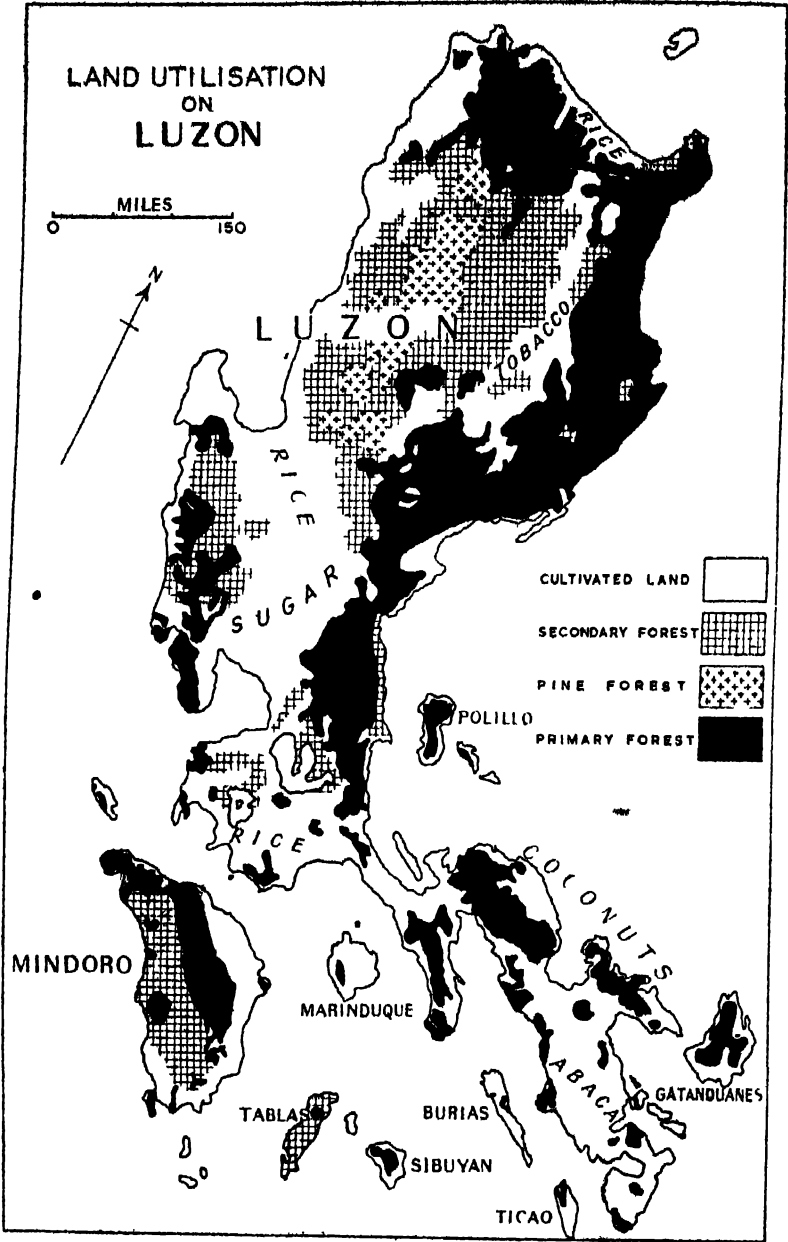 LAND UTILISATION
ON
LUZON
MILES
0 150
N
RICE
LUZON
TOBACCO
RICE
SUGAR
CULTIVATED LAND
SECONDARY FOREST
PINE FOREST
PRIMARY FOREST
POLILLO
RICE
COCONUTS
MINDORO
MARINDUQUE
ABACA
GATANDUANES
TABLAS
BURIAS
SIBUYAN
TICAO